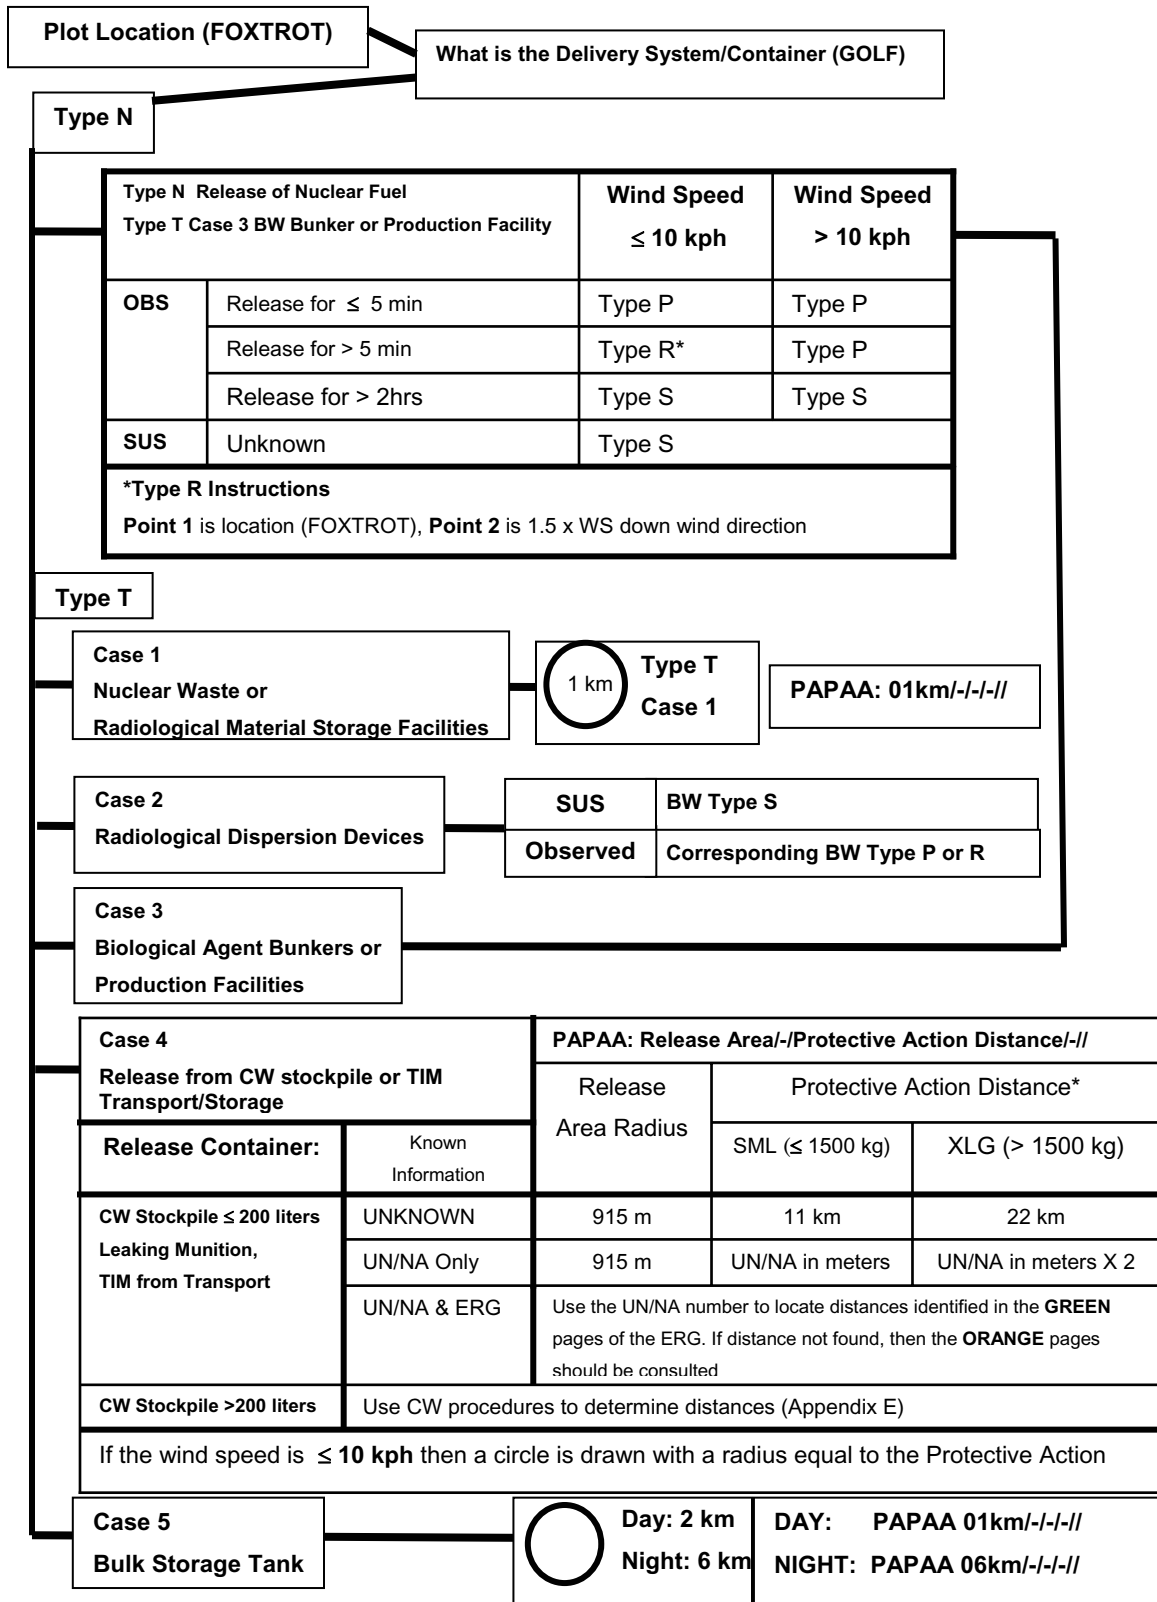 Plot Location (FOXTROT)
What is the Delivery System/Container (GOLF)
Type N
Type N Release of Nuclear Fuel
Type T Case 3 BW Bunker or Production Facility
Wind Speed
≤ 10 kph
Wind Speed
> 10 kph
OBS
Release for ≤ 5 min
Type P
Type P
Release for > 5 min
Type R*
Type P
Release for > 2hrs
Type S
Type S
SUS
Unknown
Type S
*Type R Instructions
Point 1 is location (FOXTROT), Point 2 is 1.5 x WS down wind direction
Type T
Case 1
Nuclear Waste or
Radiological Material Storage Facilities
1 km
Type T
Case 1
PAPAA: 01km/-/-/-//
Case 2
Radiological Dispersion Devices
SUS
BW Type S
Observed
Corresponding BW Type P or R
Case 3
Biological Agent Bunkers or
Production Facilities
Case 4
Release from CW stockpile or TIM
Transport/Storage
PAPAA: Release Area/-/Protective Action Distance/-//
Release
Area Radius
Protective Action Distance*
Release Container:
Known
Information
SML (≤ 1500 kg)
XLG (> 1500 kg)
CW Stockpile ≤ 200 liters
Leaking Munition,
TIM from Transport
UNKNOWN
915 m
11 km
22 km
UN/NA Only
915 m
UN/NA in meters
UN/NA in meters X 2
UN/NA & ERG
Use the UN/NA number to locate distances identified in the GREEN
pages of the ERG. If distance not found, then the ORANGE pages
should be consulted
CW Stockpile >200 liters
Use CW procedures to determine distances (Appendix E)
If the wind speed is ≤ 10 kph then a circle is drawn with a radius equal to the Protective Action
Case 5
Bulk Storage Tank
Day: 2 km
Night: 6 km
DAY: PAPAA 01km/-/-/-//
NIGHT: PAPAA 06km/-/-/-//